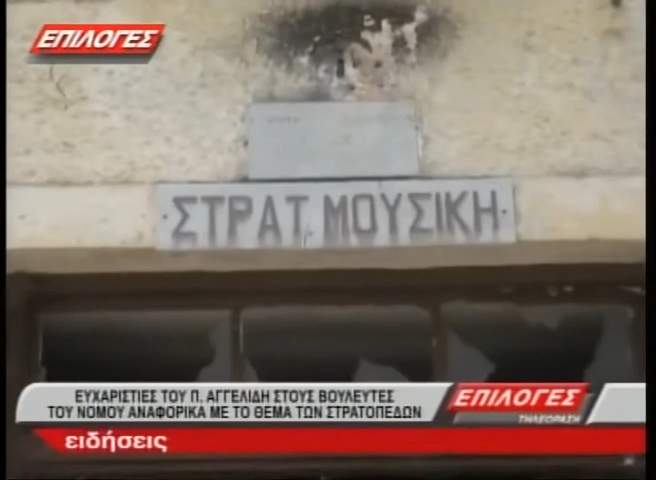 ΕΠΙΛΟΓΕΣ
ΣΤΡΑΤ. ΜΟΥΣΙΚΗ
ΕΥΧΑΡΙΣΤΙΕΣ ΤΟΥ Π. ΑΓΓΕΛΙΔΗ ΣΤΟΥΣ ΒΟΥΛΕΥΤΕΣ
ΤΟΥ ΝΟΜΟΥ ΑΝΑΦΟΡΙΚΑ ΜΕ ΤΟ ΘΕΜΑ ΤΩΝ ΣΤΡΑΤΟΠΕΔΩΝ
ΕΠΙΛΟΓΕΣ
ΤΗΛΕΟΡΑΣΗ
ειδήσεις